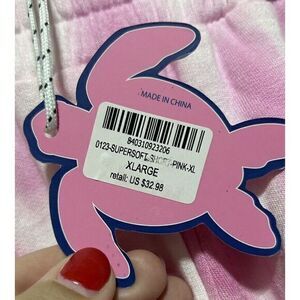 MADE IN CHINA
840310923206
0123-SUPERSOFT-SHORT-PINK-XL
XLARGE
retail: US $32.98